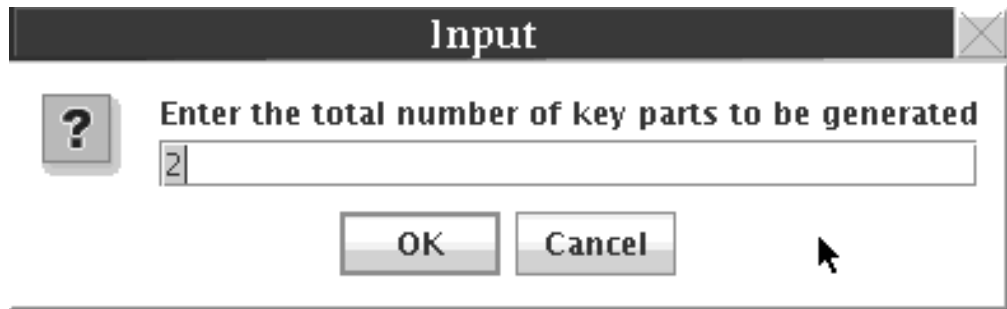 Input
?
Enter the total number of key parts to be generated
2
OK
Cancel